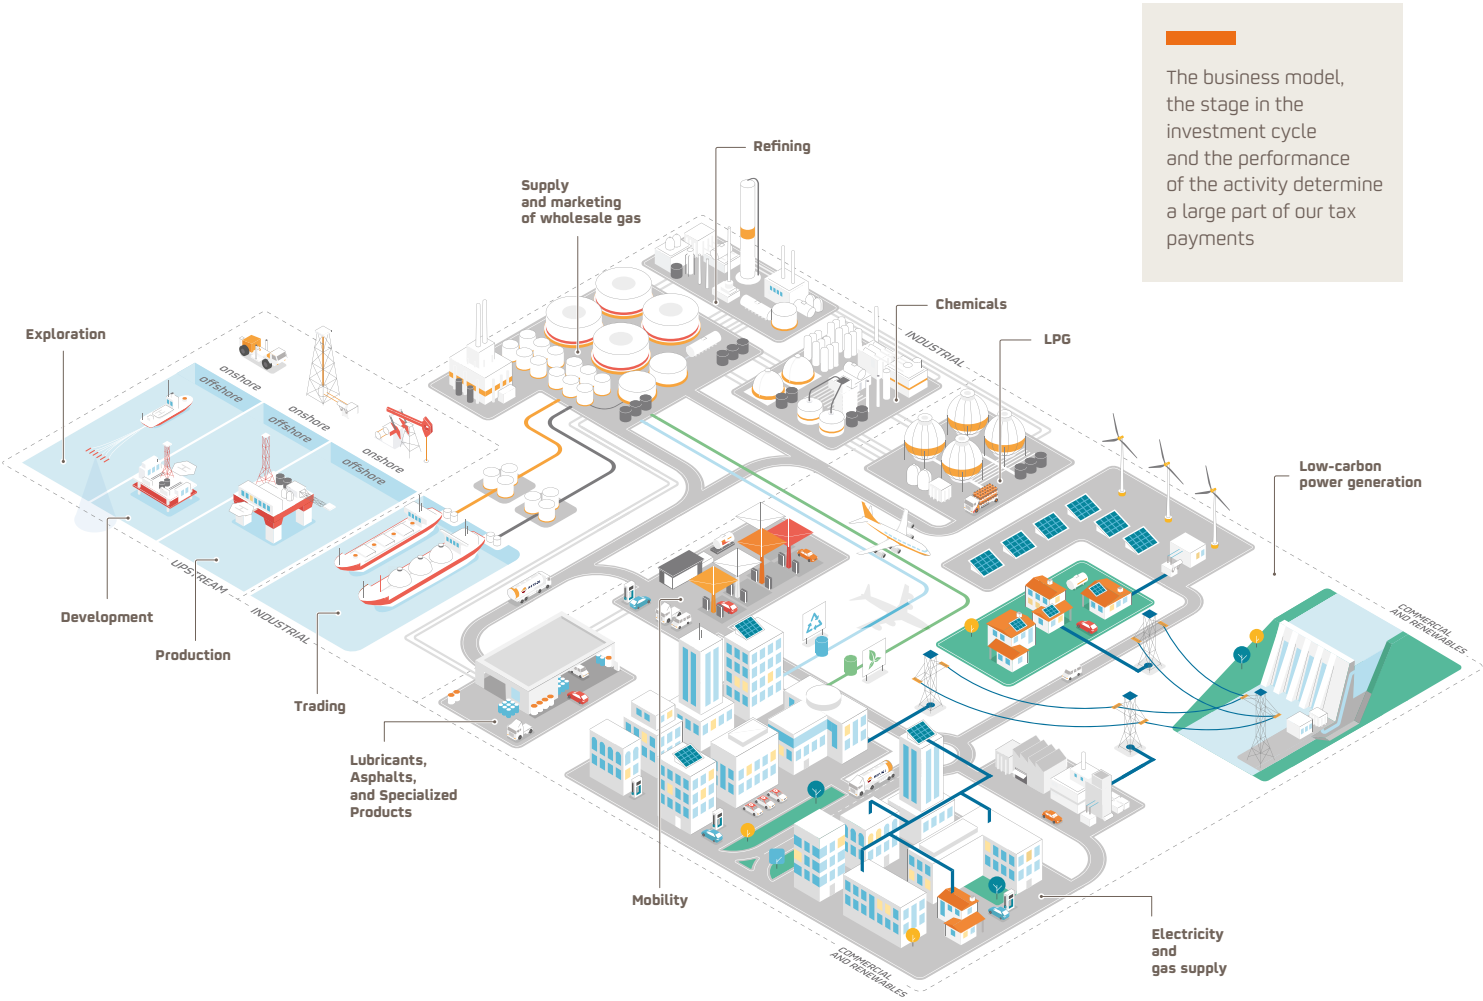 The business model,
the stage in the
investment cycle
and the performance
of the activity determine
a large part of our tax
payments
Refining
Supply
and marketing
of wholesale gas
Chemicals
INDUSTRIAL
LPG
Exploration
onshore
offshore
onshore
offshore
onshore
offshore
Low-carbon
power generation
UPSTREAM
INDUSTRIAL
Development
Production
Trading
COMMERCIAL
AND RENEWABLES
Lubricants,
Asphalts,
and Specialized
Products
Mobility
Electricity
and
gas supply
COMMERCIAL
AND RENEWABLES